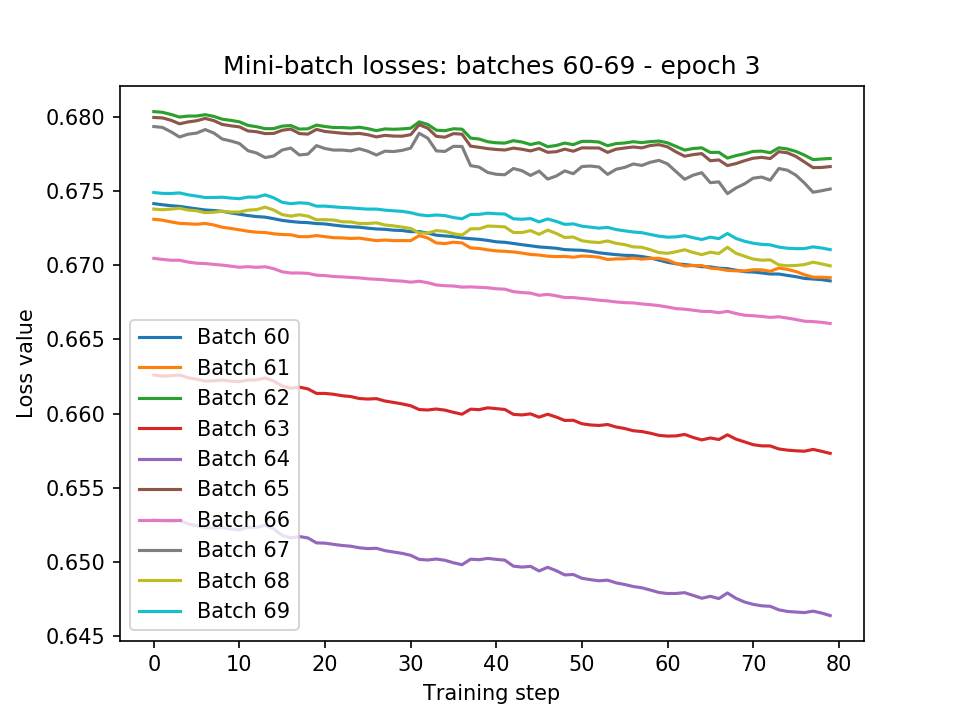 Mini-batch losses: batches 60-69 - epoch 3
0.680
0.675
0.670
0.665
0.660
0.655
0.650
0.645
Loss value
Batch 60
Batch 61
Batch 62
Batch 63
Batch 64
Batch 65
Batch 66
Batch 67
Batch 68
Batch 69
0 10 20 30 40 50 60 70 80
Training step